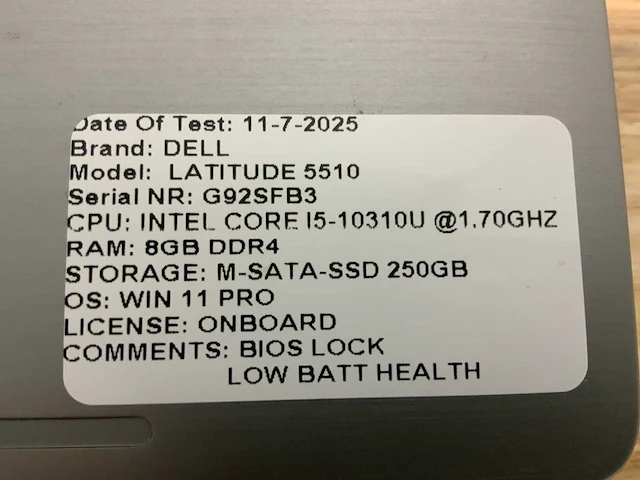 Date Of Test: 11-7-2025
Brand: DELL
Model: LATITUDE 5510
Serial NR: G92SFB3
CPU: INTEL CORE I5-10310U @1.70GHZ
RAM: 8GB DDR4
STORAGE: M-SATA-SSD 250GB
OS: WIN 11 PRO
LICENSE: ONBOARD
COMMENTS: BIOS LOCK
LOW BATT HEALTH